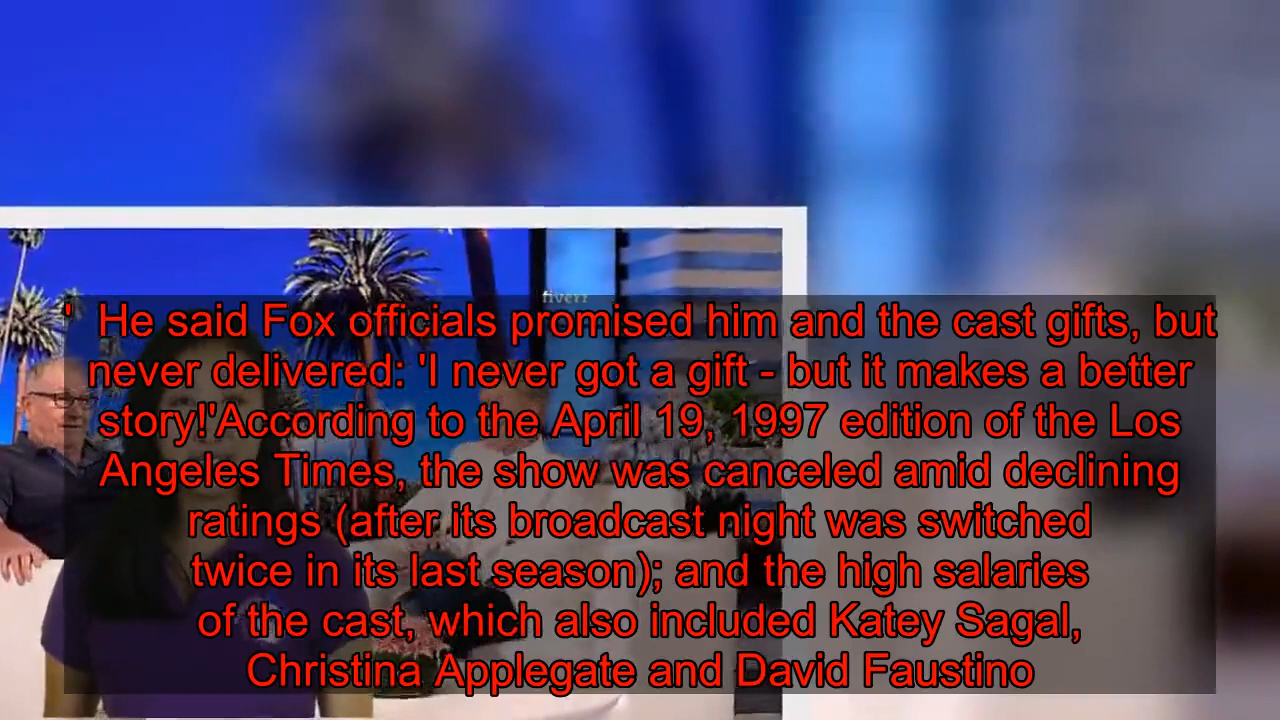 fiverr
' He said Fox officials promised him and the cast gifts, but
never delivered: 'I never got a gift - but it makes a better
story!'According to the April 19, 1997 edition of the Los
Angeles Times, the show was canceled amid declining
ratings (after its broadcast night was switched
twice in its last season); and the high salaries
of the cast, which also included Katey Sagal,
Christina Applegate and David Faustino